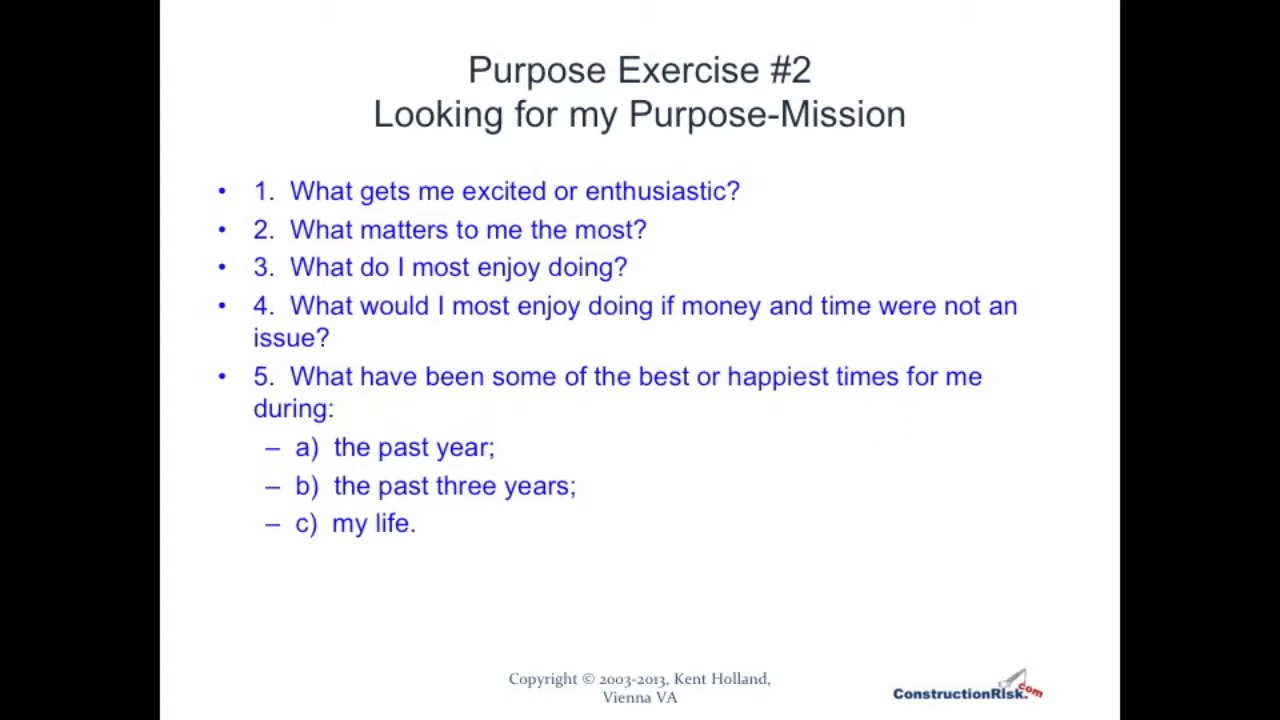 Purpose Exercise #2
Looking for my Purpose-Mission
• 1. What gets me excited or enthusiastic?
• 2. What matters to me the most?
• 3. What do I most enjoy doing?
• 4. What would I most enjoy doing if money and time were not an
issue?
• 5. What have been some of the best or happiest times for me
during:
– a) the past year;
– b) the past three years;
– c) my life.
Copyright © 2003-2013, Kent Holland,
Vienna VA
ConstructionRisk.com